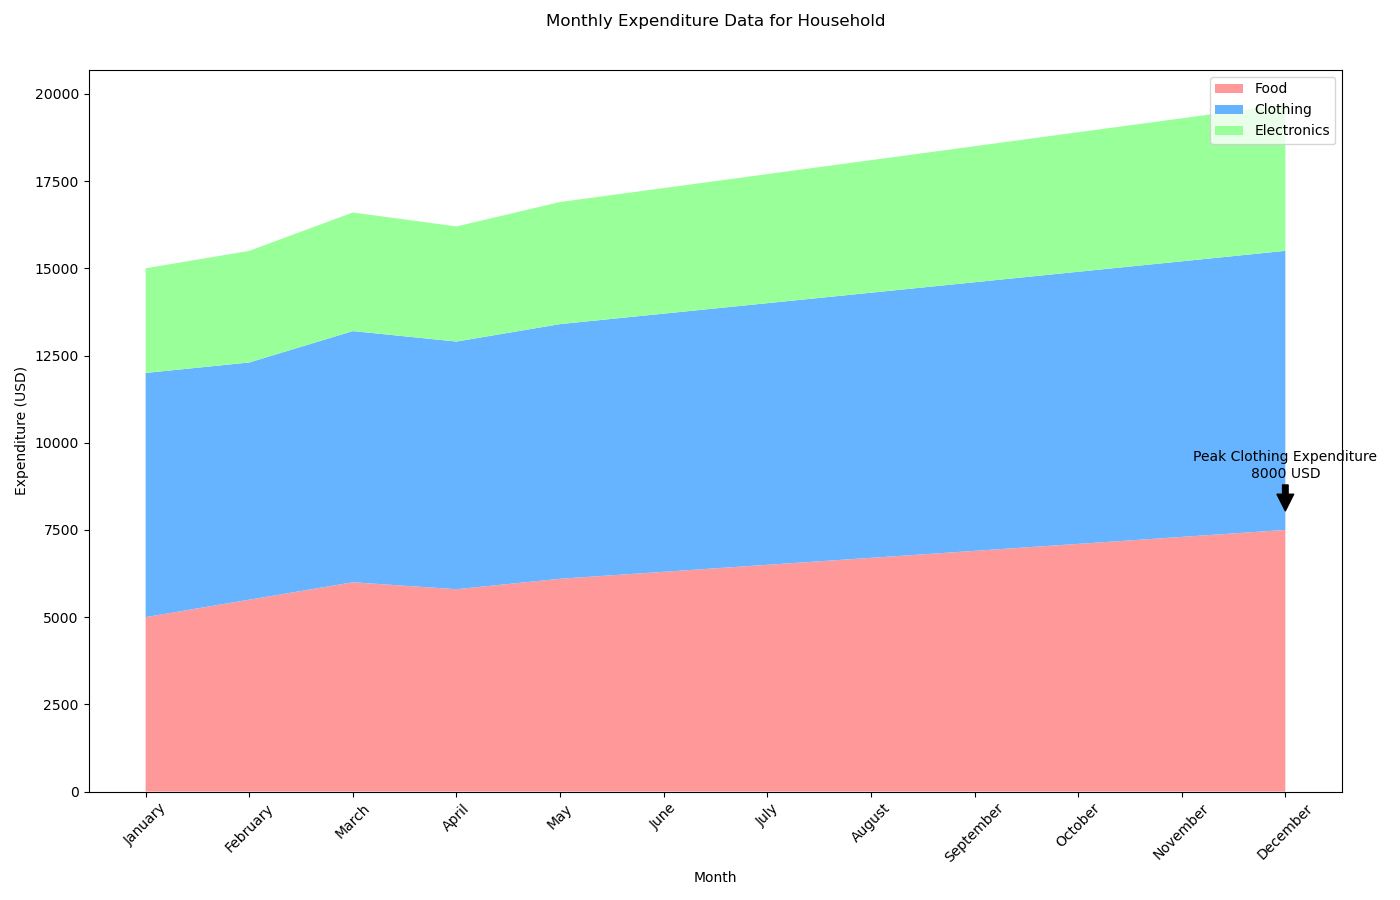 Monthly Expenditure Data for Household
Food
Clothing
Electronics
Expenditure (USD)
20000
17500
15000
12500
10000
7500
5000
2500
0
Peak Clothing Expenditure
8000 USD
January
February
March
April
May
June
July
August
September
October
November
December
Month